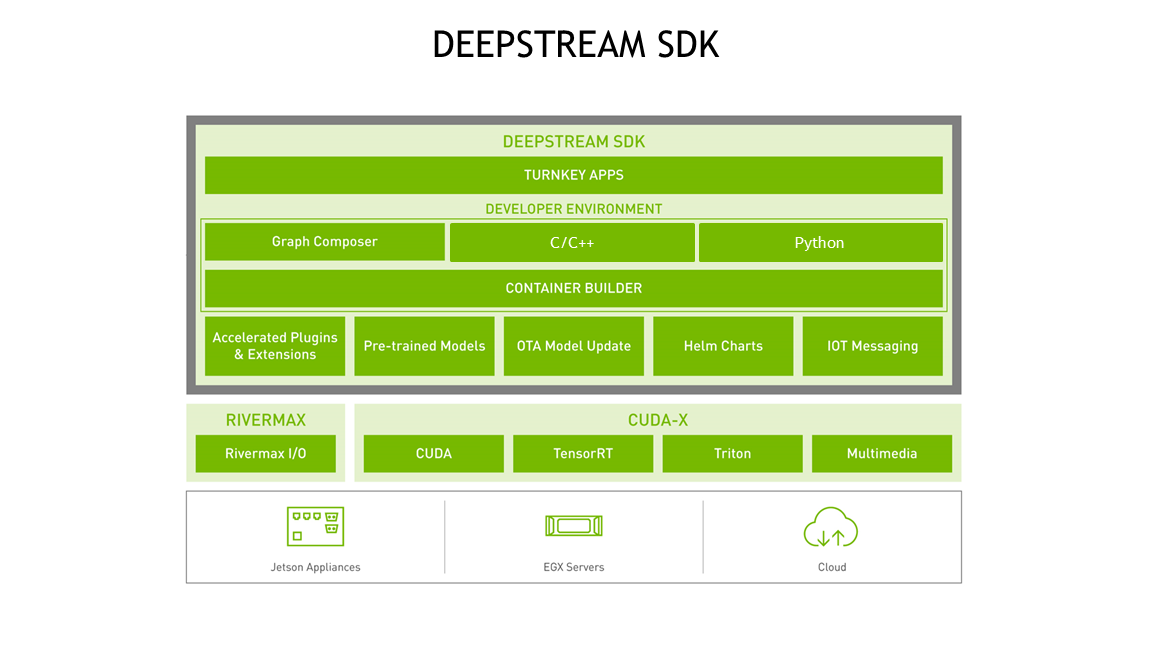 DEEPSTREAM SDK
DEEPSTREAM SDK
TURNKEY APPS
DEVELOPER ENVIRONMENT
Graph Composer
C/C++
Python
CONTAINER BUILDER
Accelerated Plugins
& Extensions
Pre-trained Models
OTA Model Update
Helm Charts
IOT Messaging
RIVERMAX
Rivermax I/O
CUDA-X
CUDA
TensorRT
Triton
Multimedia
Jetson Appliances
EGX Servers
Cloud